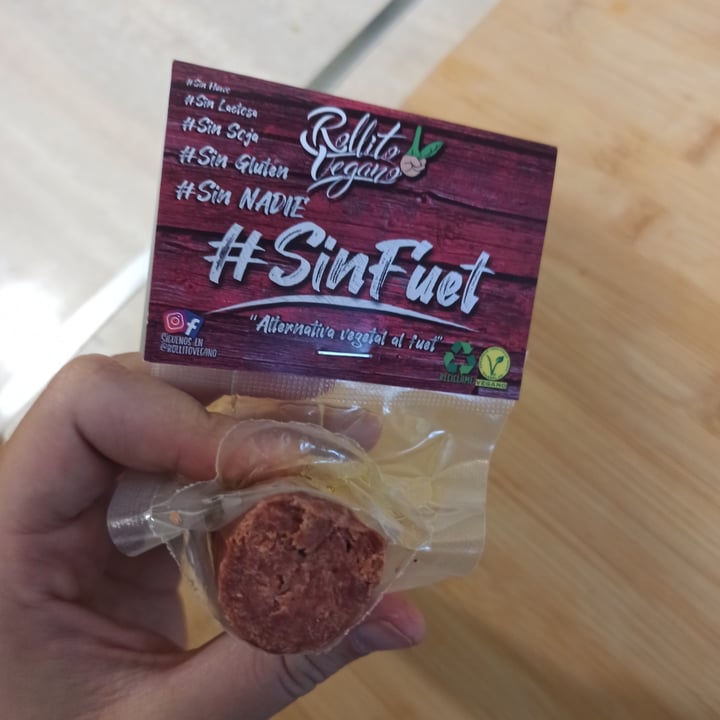 #Sin Huevo
#Sin Lactosa
#Sin Soja
#Sin Gluten
#Sin NADIE
Rollito
Vegano
#SinFuet
"Alternativa vegetal al fuet"
SÍGUENOS EN
@ROLLITOVEGANO
RECÍCLAME
VEGANO